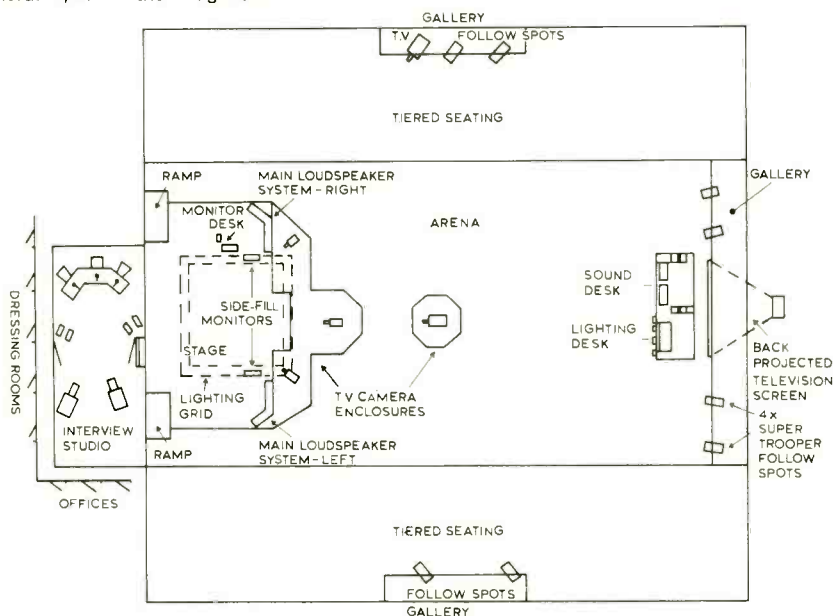 GALLERY
T.V FOLLOW SPOTS
TIERED SEATING
RAMP
MAIN LOUDSPEAKER
SYSTEM-RIGHT
MONITOR
DESK
GALLERY
ARENA
SIDE-FILL
MONITORS
SOUND
DESK
LIGHTING
DESK
STAGE
DRESSING ROOMS
BACK
PROJECTED
TELEVISION
SCREEN
LIGHTING
GRID
T.V CAMERA
ENCLOSURES
4x
SUPER
TROOPER
FOLLOW
SPOTS
INTERVIEW
STUDIO
RAMP
MAIN LOUDSPEAKER
SYSTEM-LEFT
OFFICES
TIERED SEATING
FOLLOW SPOTS
GALLERY